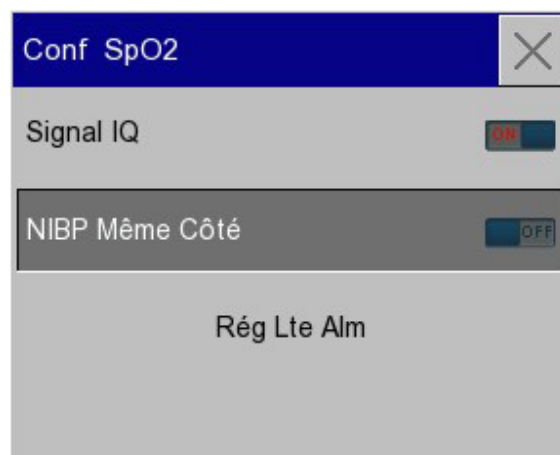 Conf SpO2
Signal IQ
ON
NIBP Même Côté
OFF
Rég Lte Alm